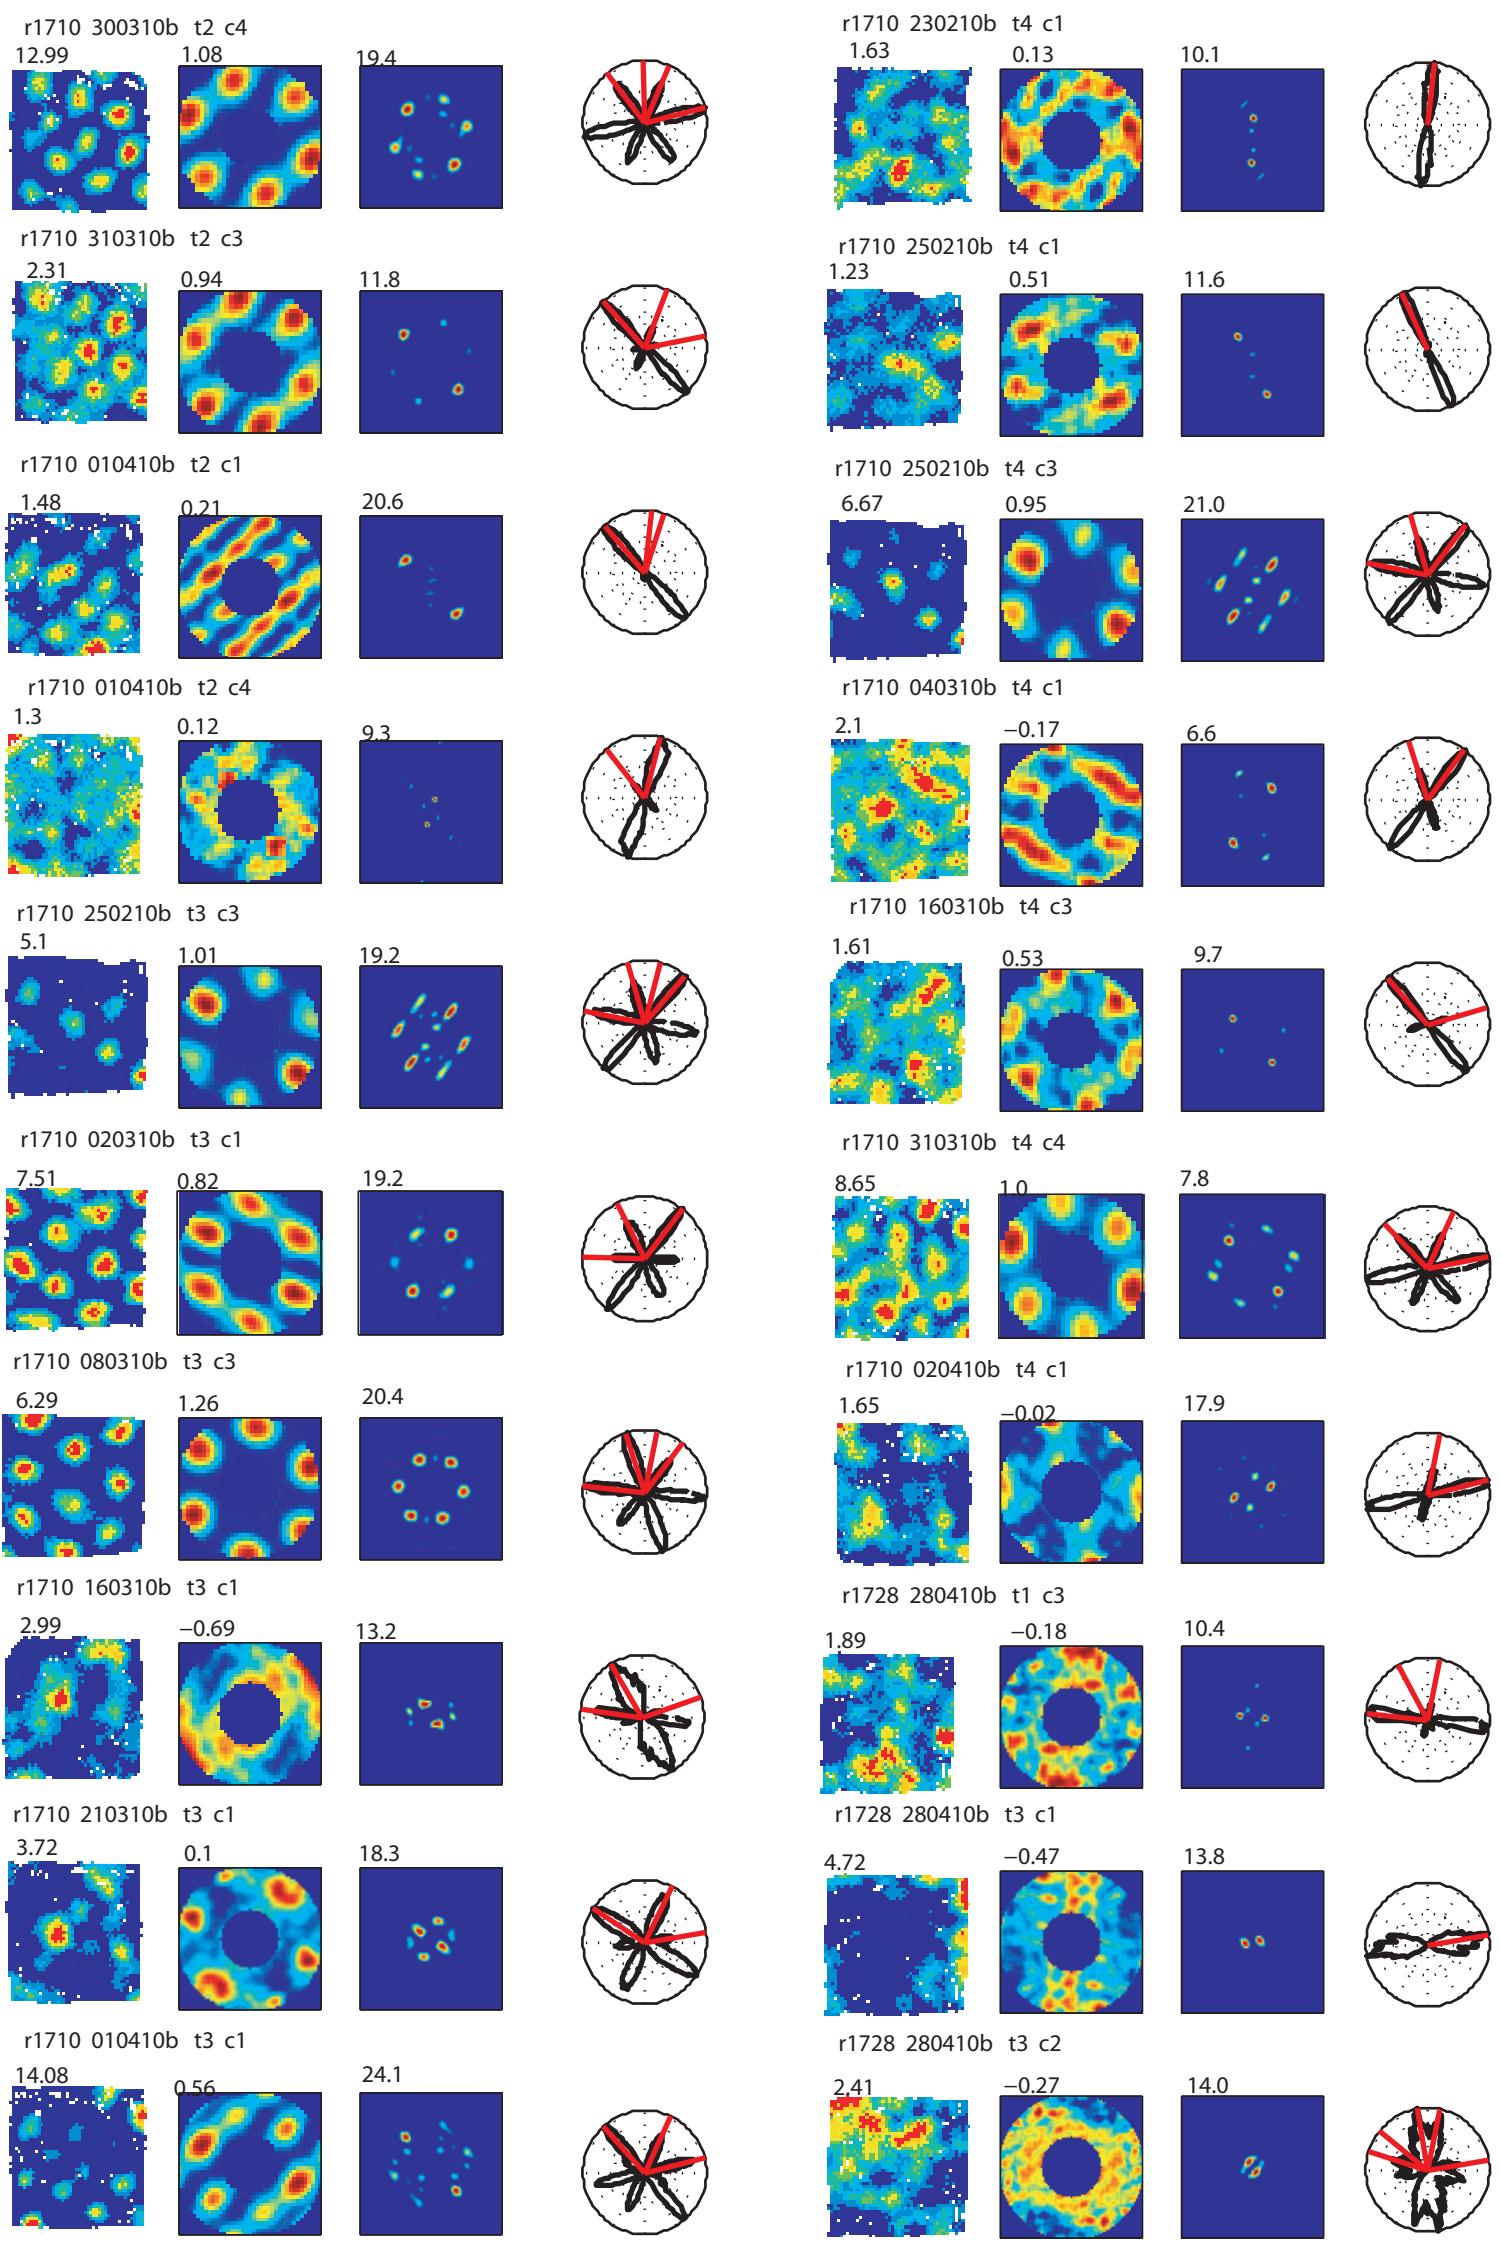 r1710 300310b t2 c4
12.99 1.08 19.4
r1710 310310b t2 c3
2.31 0.94 11.8
r1710 010410b t2 c1
1.48 0.21 20.6
r1710 010410b t2 c4
1.3 0.12 9.3
r1710 250210b t3 c3
5.1 1.01 19.2
r1710 020310b t3 c1
7.51 0.82 19.2
r1710 080310b t3 c3
6.29 1.26 20.4
r1710 160310b t3 c1
2.99 −0.69 13.2
r1710 210310b t3 c1
3.72 0.1 18.3
r1710 010410b t3 c1
14.08 0.56 24.1
r1710 230210b t4 c1
1.63 0.13 10.1
r1710 250210b t4 c1
1.23 0.51 11.6
r1710 250210b t4 c3
6.67 0.95 21.0
r1710 040310b t4 c1
2.1 −0.17 6.6
r1710 160310b t4 c3
1.61 0.53 9.7
r1710 310310b t4 c4
8.65 1.0 7.8
r1710 020410b t4 c1
1.65 −0.02 17.9
r1728 280410b t1 c3
1.89 −0.18 10.4
r1728 280410b t3 c1
4.72 −0.47 13.8
r1728 280410b t3 c2
2.41 −0.27 14.0